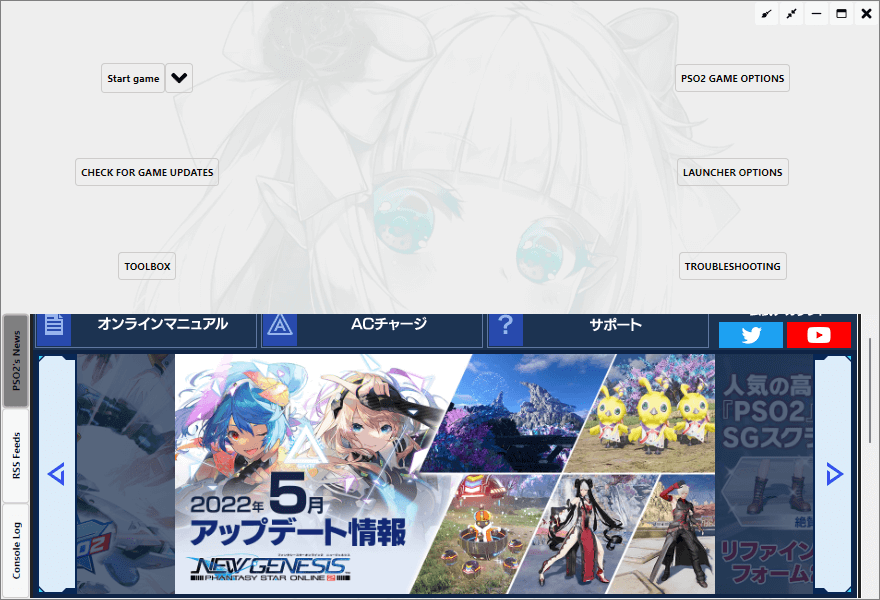 Start game
PSO2 GAME OPTIONS
CHECK FOR GAME UPDATES
LAUNCHER OPTIONS
TOOLBOX
TROUBLESHOOTING
PSO2's News
RSS Feeds
Console Log
オンラインマニュアル
ACチャージ
サポート
2022年 5月
アップデート情報
NEW GENESIS
PHANTASY STAR ONLINE 2
人気の高
『PSO2』
SGスクラ
リファイン
フォーム